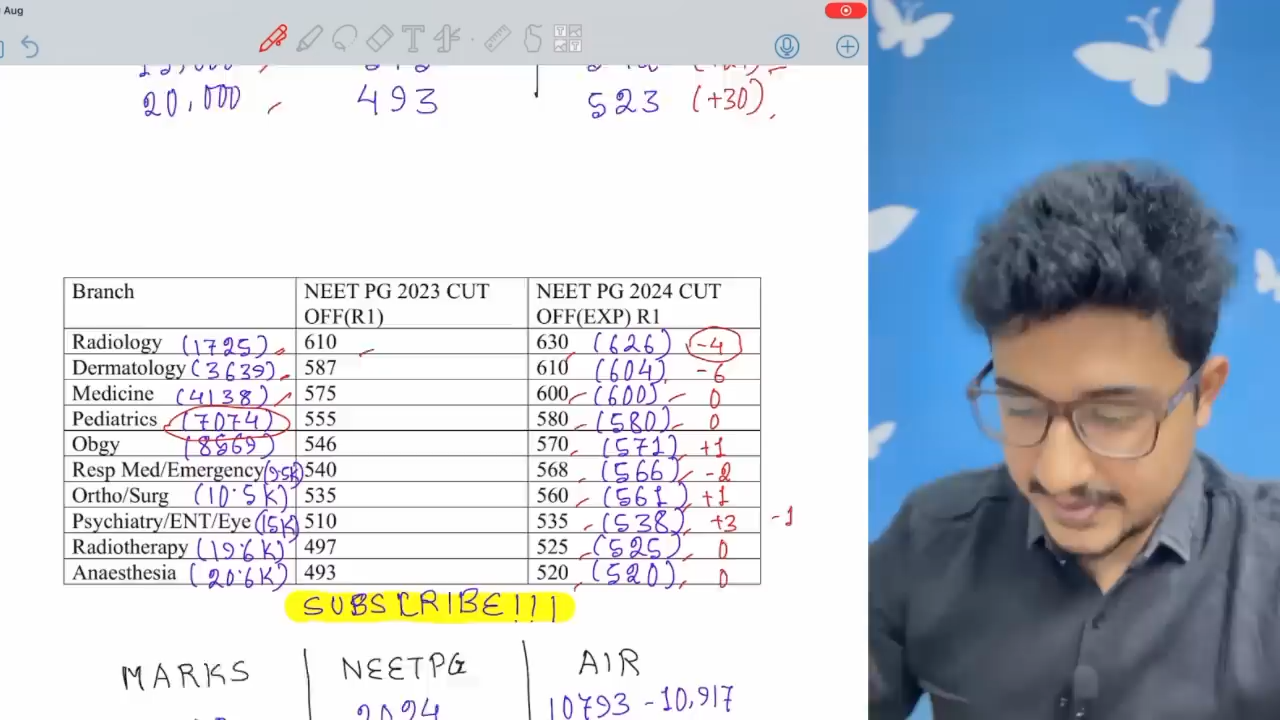 Aug
20,000 493 523 (+30)
Branch NEET PG 2023 CUT OFF(R1) NEET PG 2024 CUT OFF(EXP) R1
Radiology (1725) 610 630 (626) -4
Dermatology (3639) 587 610 (604) -6
Medicine (4138) 575 600 (600) 0
Pediatrics (7074) 555 580 (580) 0
Obgy (8569) 546 570 (571) +1
Resp Med/Emergency (9.5K) 540 568 (566) -2
Ortho/Surg (10.5K) 535 560 (561) +1
Psychiatry/ENT/Eye (15K) 510 535 (538) +3 -1
Radiotherapy (19.6K) 497 525 (525) 0
Anaesthesia (20.6K) 493 520 (520) 0
SUBSCRIBE!!!
MARKS NEETPG AIR
2024 10793 - 10,917